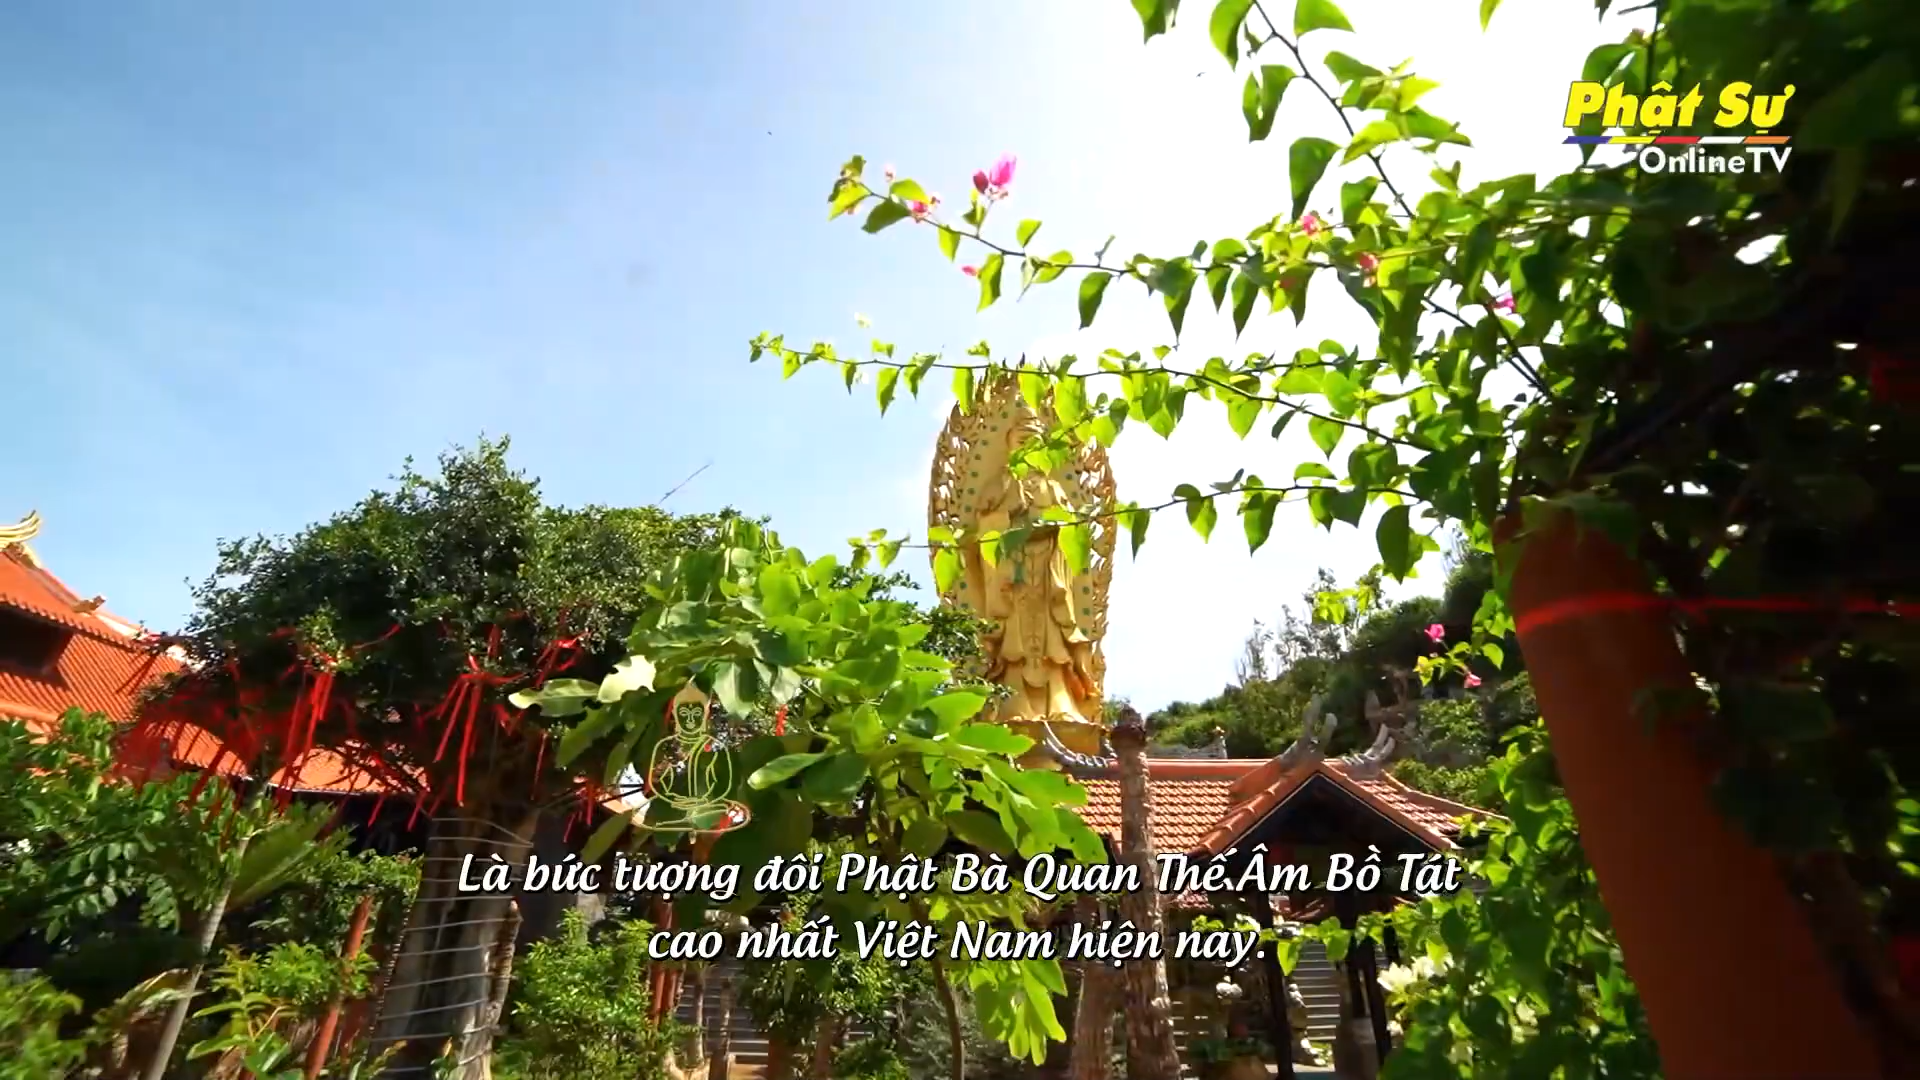 Phật Sự
OnlineTV
Là bức tượng đôi Phật Bà Quan Thế Âm Bồ Tát
cao nhất Việt Nam hiện nay.